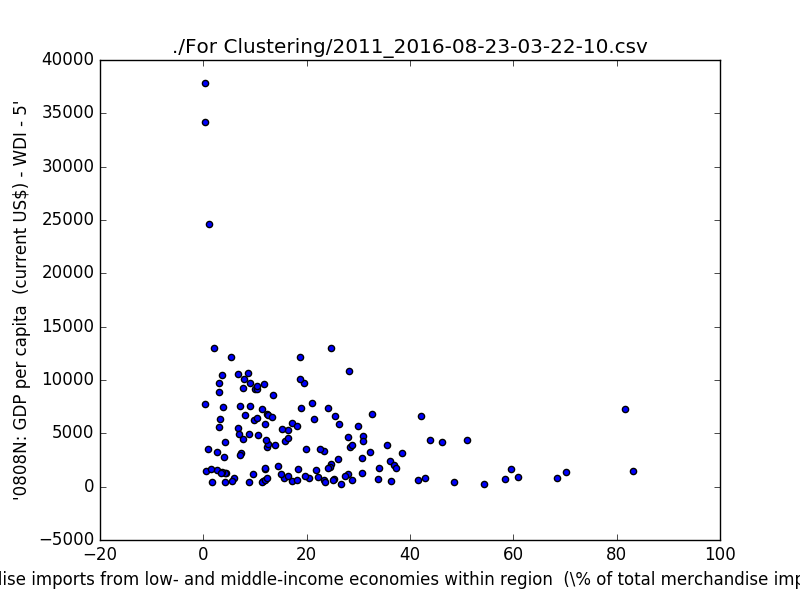 ./For Clustering/2011_2016-08-23-03-22-10.csv
40000
35000
30000
25000
20000
15000
10000
5000
0
−5000
'0808N: GDP per capita  (current US$) - WDI - 5'
−20 0 20 40 60 80 100
imports from low- and middle-income economies within region  (\% of total merchandise